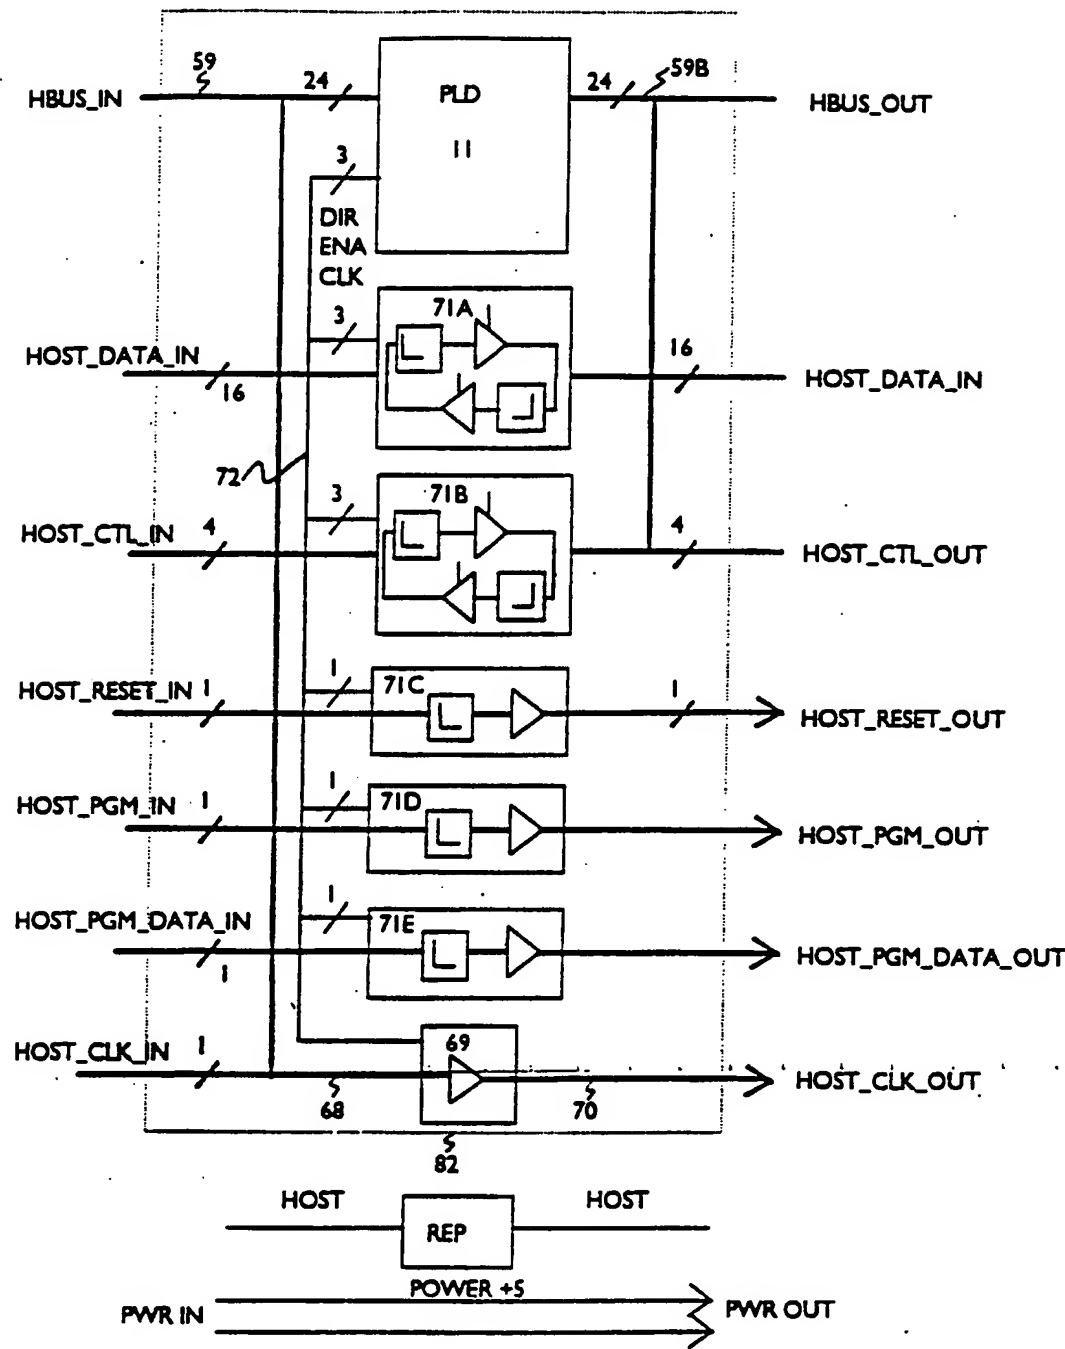 59
24
PLD
24
59B
HBUS_IN
HBUS_OUT
11
3
DIR
ENA
CLK
3
71A
HOST_DATA_IN
16
16
HOST_DATA_IN
72
3
71B
HOST_CTL_IN
4
4
HOST_CTL_OUT
HOST_RESET_IN
1
1
71C
1
HOST_RESET_OUT
HOST_PGM_IN
1
1
71D
HOST_PGM_OUT
HOST_PGM_DATA_IN
1
1
71E
HOST_PGM_DATA_OUT
HOST_CLK_IN
1
69
HOST_CLK_OUT
68
70
82
HOST
REP
HOST
POWER +5
PWR IN
PWR OUT